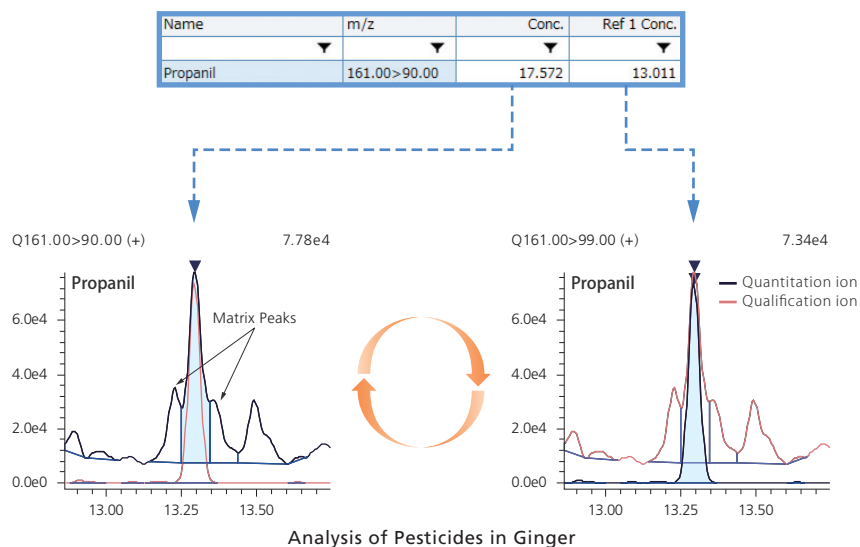 Name m/z Conc. Ref 1 Conc.
Propanil 161.00>90.00 17.572 13.011
Q161.00>90.00 (+) 7.78e4
Propanil
Matrix Peaks
6.0e4
4.0e4
2.0e4
0.0e0
13.00 13.25 13.50
Q161.00>99.00 (+) 7.34e4
Propanil
Quantitation ion
Qualification ion
6.0e4
4.0e4
2.0e4
0.0e0
13.00 13.25 13.50
Analysis of Pesticides in Ginger